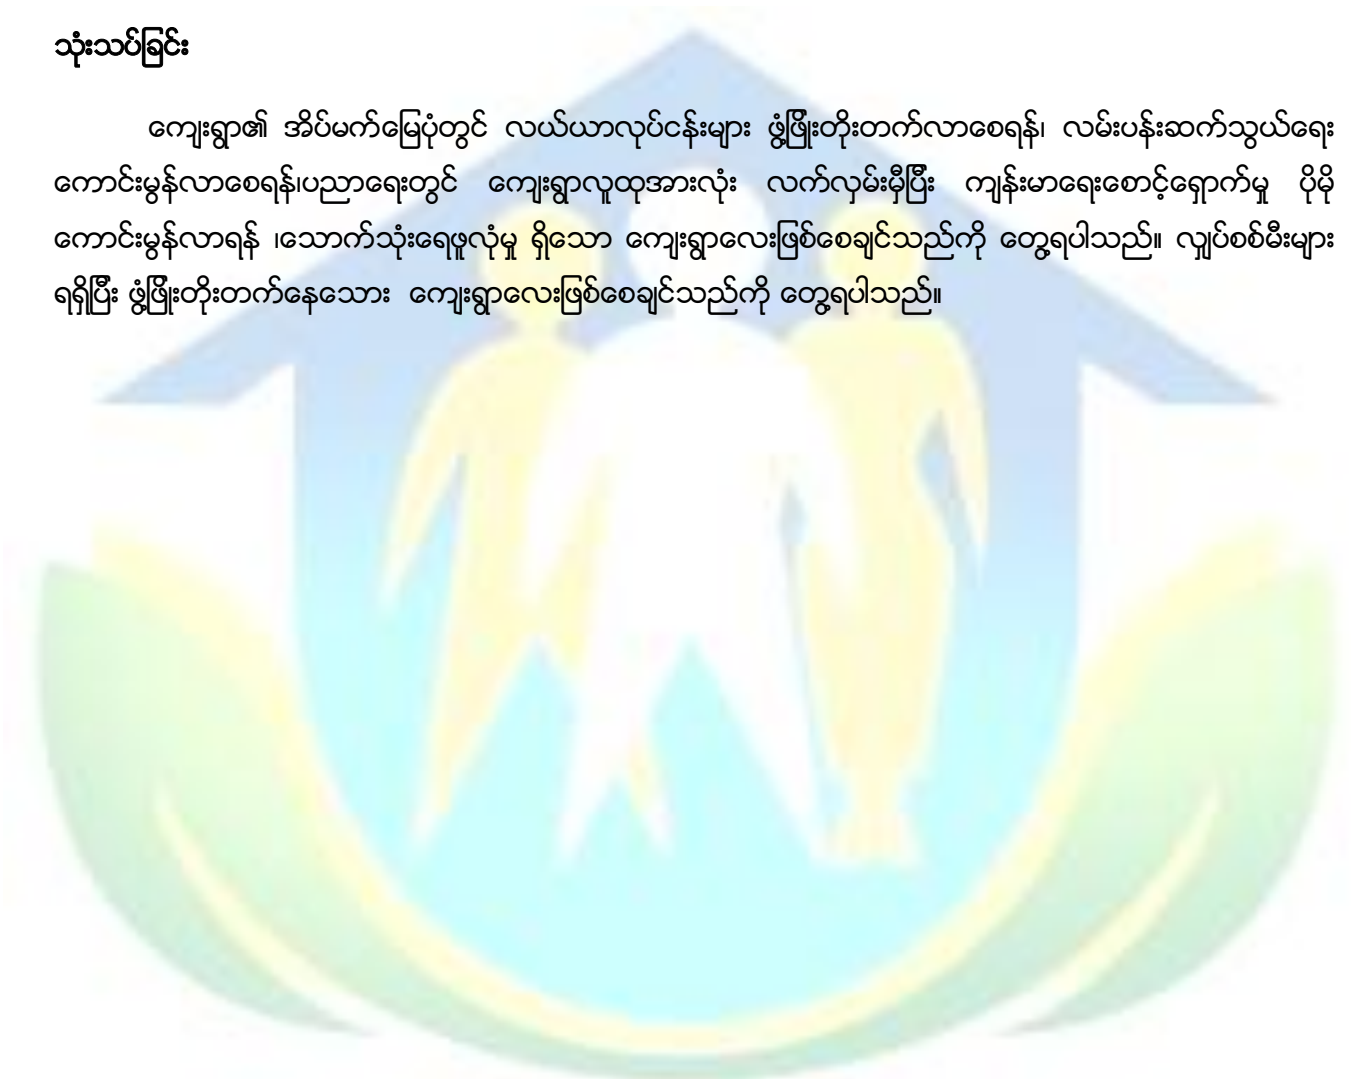 သုံးသပ်ခြင်း
ကျေးရွာ၏ အိပ်မက်မြေပုံတွင် လယ်ယာလုပ်ငန်းများ ဖွံ့ဖြိုးတိုးတက်လာစေရန်၊ လမ်းပန်းဆက်သွယ်ရေး
ကောင်းမွန်လာစေရန်၊ပညာရေးတွင် ကျေးရွာလူထုအားလုံး လက်လှမ်းမှီပြီး ကျန်းမာရေးစောင့်ရှောက်မှု ပိုမို
ကောင်းမွန်လာရန် ၊သောက်သုံးရေဖူလုံမှု ရှိသော ကျေးရွာလေးဖြစ်စေချင်သည်ကို တွေ့ရပါသည်။ လျှပ်စစ်မီးများ
ရရှိပြီး ဖွံ့ဖြိုးတိုးတက်နေသေား ကျေးရွာလေးဖြစ်စေချင်သည်ကို တွေ့ရပါသည်။